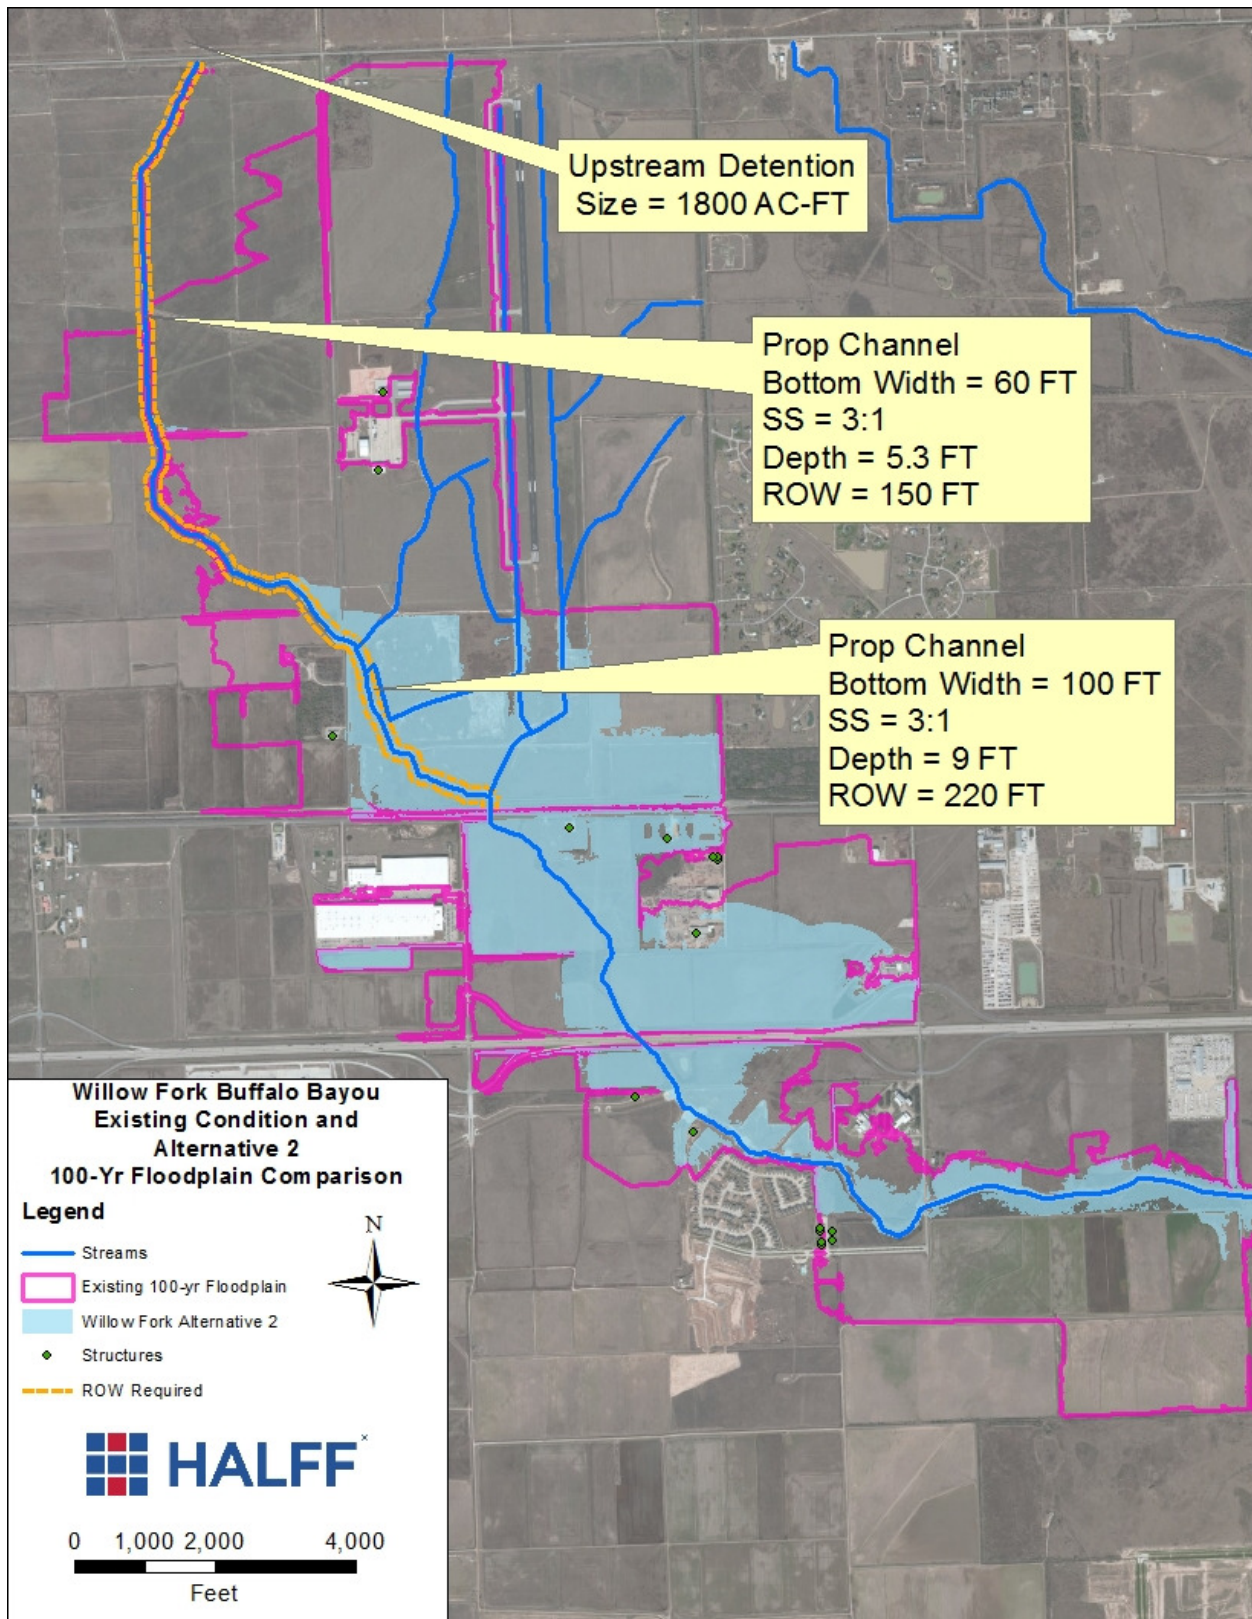 Upstream Detention
Size = 1800 AC-FT
Prop Channel
Bottom Width = 60 FT
SS = 3:1
Depth = 5.3 FT
ROW = 150 FT
Prop Channel
Bottom Width = 100 FT
SS = 3:1
Depth = 9 FT
ROW = 220 FT
Willow Fork Buffalo Bayou
Existing Condition and
Alternative 2
100-Yr Floodplain Comparison
Legend
N
Streams
Existing 100-yr Floodplain
Willow Fork Alternative 2
Structures
ROW Required
HALFF
0 1,000 2,000 4,000
Feet